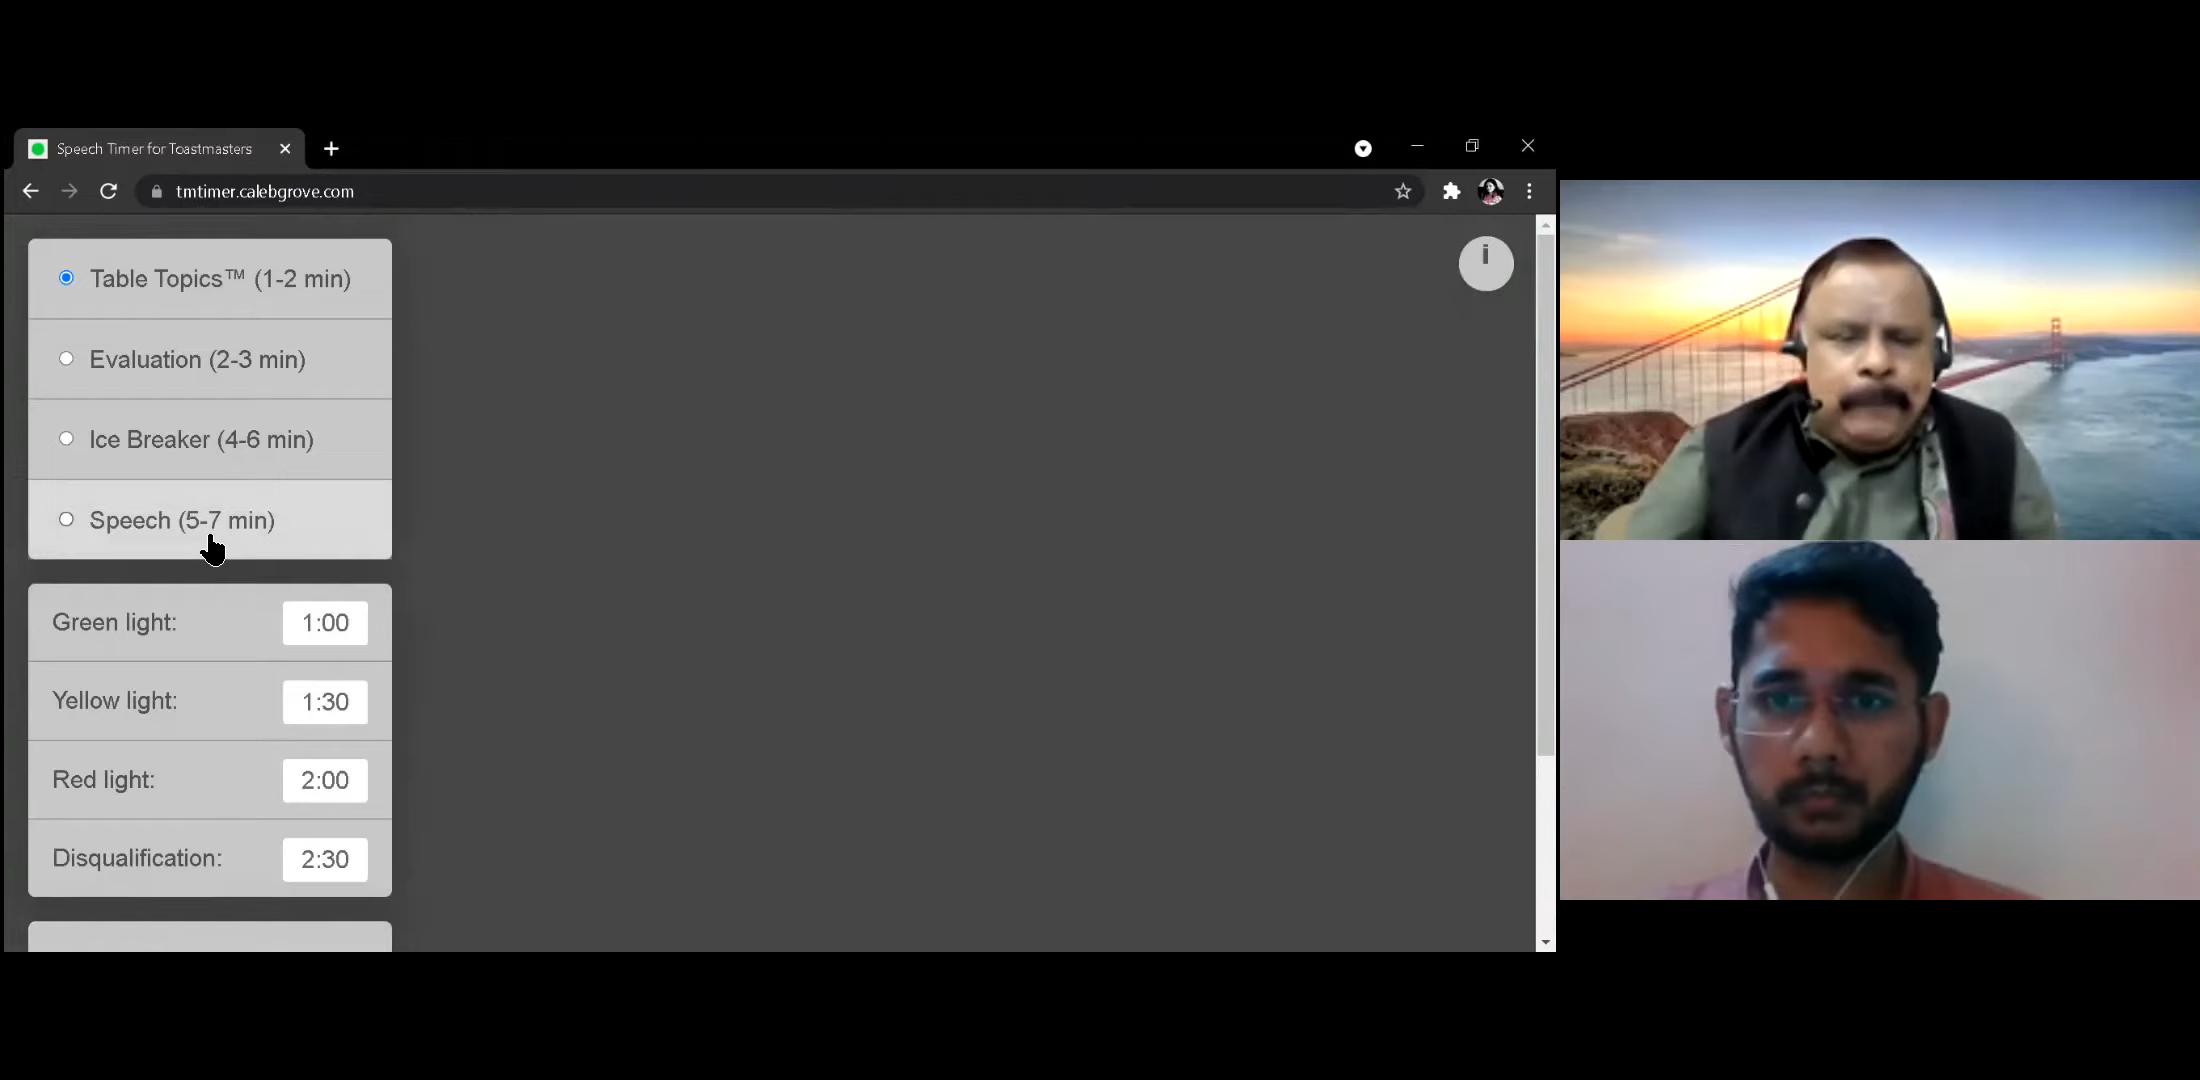 Speech Timer for Toastmasters
tmtimer.calebgrove.com
i
Table Topics™ (1-2 min)
Evaluation (2-3 min)
Ice Breaker (4-6 min)
Speech (5-7 min)
Green light: 1:00
Yellow light: 1:30
Red light: 2:00
Disqualification: 2:30